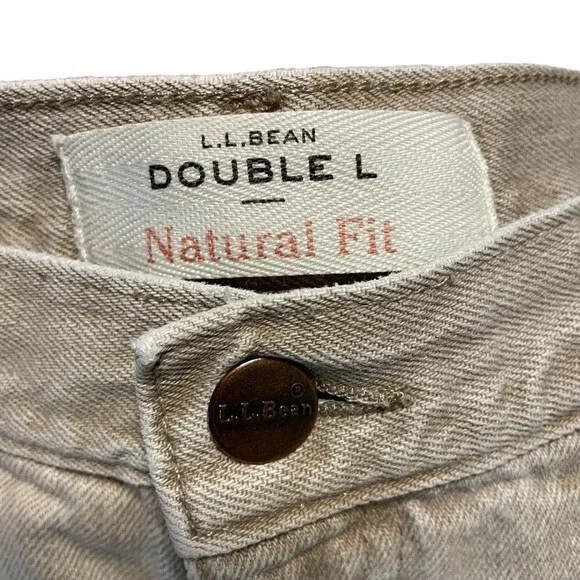 L.L.BEAN
DOUBLE L
Natural Fit
®
L.L.Bean